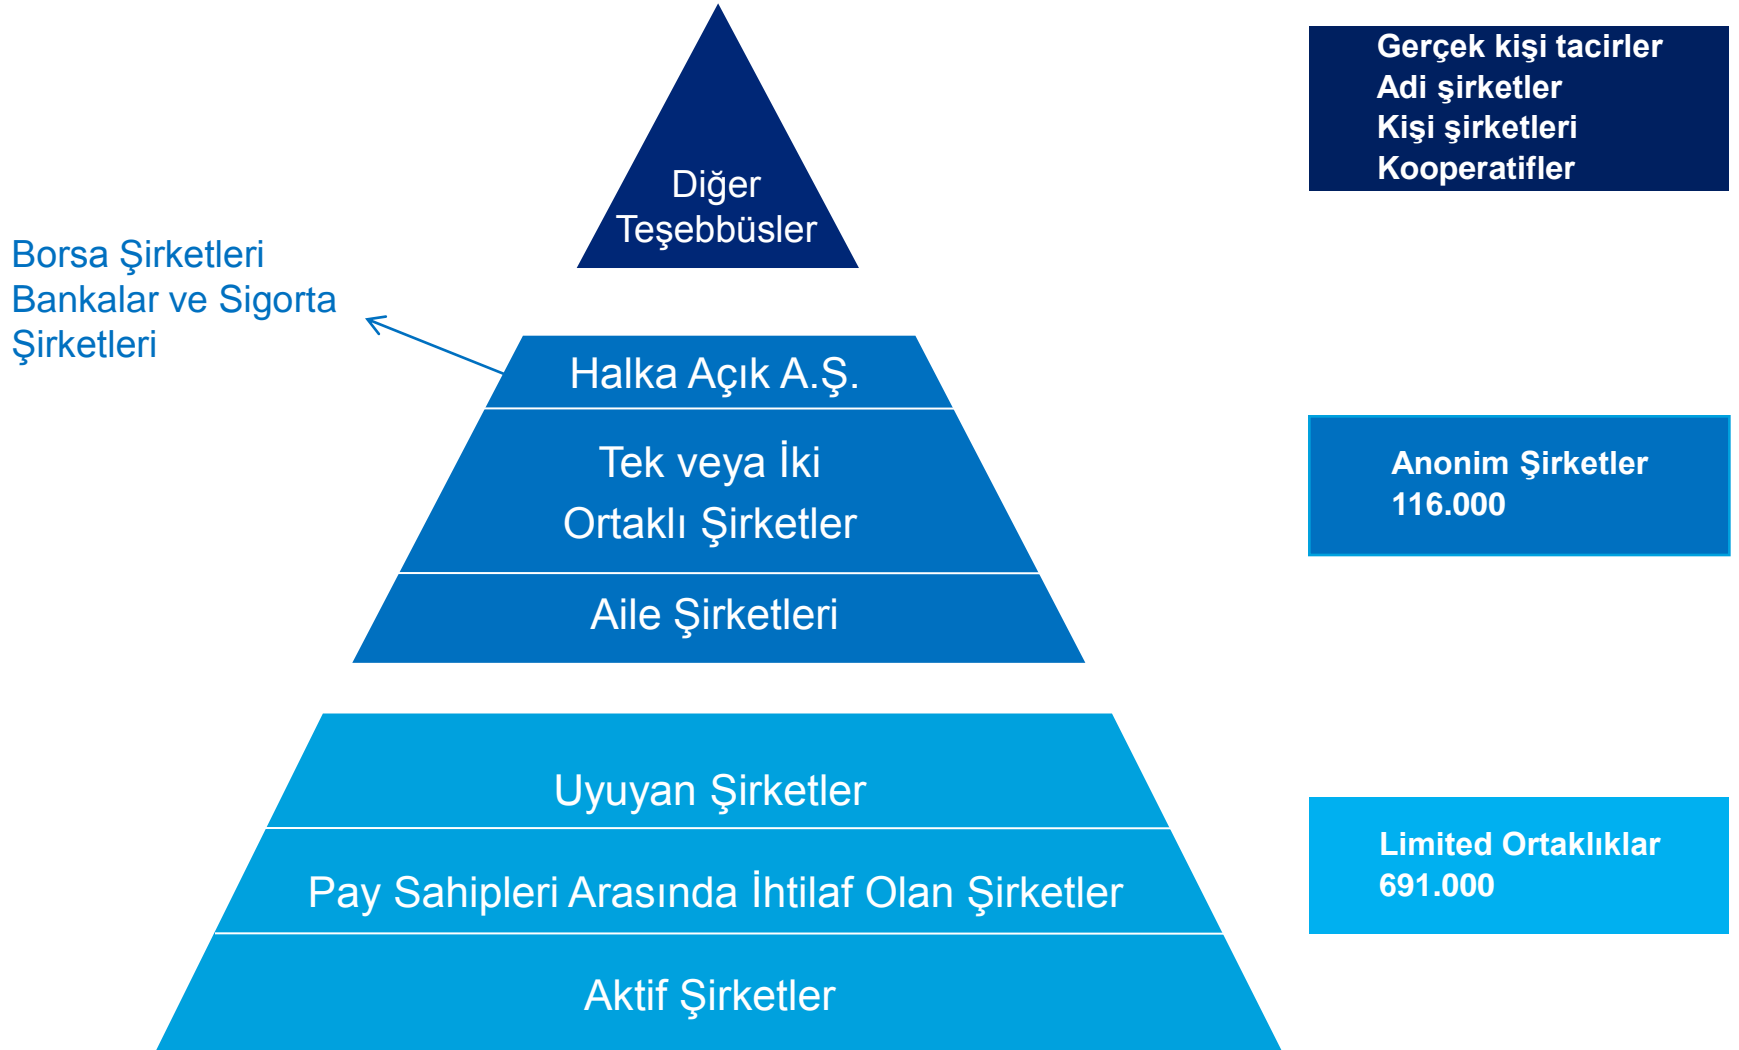 Diğer
Teşebbüsler
Gerçek kişi tacirler
Adi şirketler
Kişi şirketleri
Kooperatifler
Borsa Şirketleri
Bankalar ve Sigorta
Şirketleri
Halka Açık A.Ş.
Tek veya İki
Ortaklı Şirketler
Aile Şirketleri
Anonim Şirketler
116.000
Uyuyan Şirketler
Pay Sahipleri Arasında İhtilaf Olan Şirketler
Aktif Şirketler
Limited Ortaklıklar
691.000